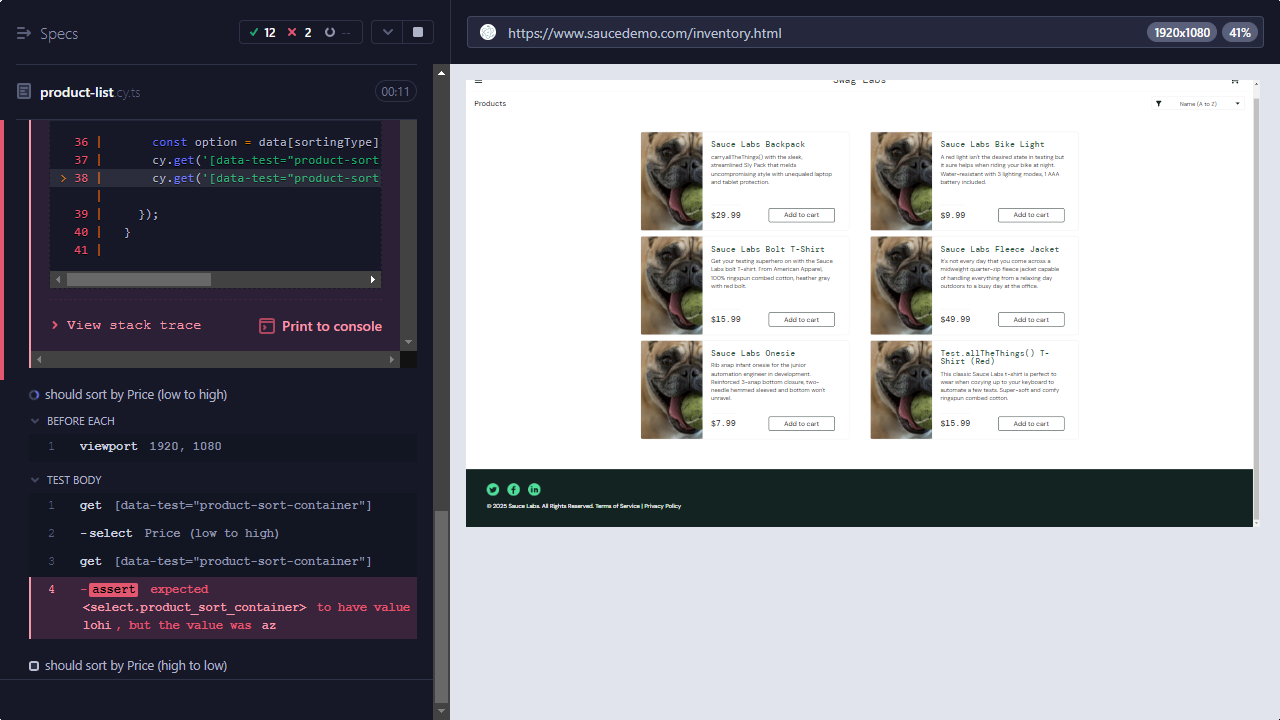 Specs
12 2 --
https://www.saucedemo.com/inventory.html
1920x1080 41%
product-list.cy.ts 00:11
36 | const option = data[sortingType]
37 | cy.get('[data-test="product-sort
38 | cy.get('[data-test="product-sort
|
39 | });
40 | }
41 |
View stack trace
Print to console
should sort by Price (low to high)
BEFORE EACH
1 viewport 1920, 1080
TEST BODY
1 get [data-test="product-sort-container"]
2 -select Price (low to high)
3 get [data-test="product-sort-container"]
4 -assert expected
<select.product_sort_container> to have value
lohi , but the value was az
should sort by Price (high to low)
Swag Labs
Products
Name (A to Z)
Sauce Labs Backpack
carry.allTheThings() with the sleek,
streamlined Sly Pack that melds
uncompromising style with unequaled laptop
and tablet protection.
$29.99 Add to cart
Sauce Labs Bike Light
A red light isn't the desired state in testing but
it sure helps when riding your bike at night.
Water-resistant with 3 lighting modes, 1 AAA
battery included.
$9.99 Add to cart
Sauce Labs Bolt T-Shirt
Get your testing superhero on with the Sauce
Labs bolt T-shirt. From American Apparel,
100% ringspun combed cotton, heather gray
with red bolt.
$15.99 Add to cart
Sauce Labs Fleece Jacket
It's not every day that you come across a
midweight quarter-zip fleece jacket capable
of handling everything from a relaxing day
outdoors to a busy day at the office.
$49.99 Add to cart
Sauce Labs Onesie
Rib snap infant onesie for the junior
automation engineer in development.
Reinforced 3-snap bottom closure, two-
needle hemmed sleeved and bottom won't
unravel.
$7.99 Add to cart
Test.allTheThings() T-
Shirt (Red)
This classic Sauce Labs t-shirt is perfect to
wear when cozying up to your keyboard to
automate a few tests. Super-soft and comfy
ringspun combed cotton.
$15.99 Add to cart
© 2025 Sauce Labs. All Rights Reserved. Terms of Service | Privacy Policy